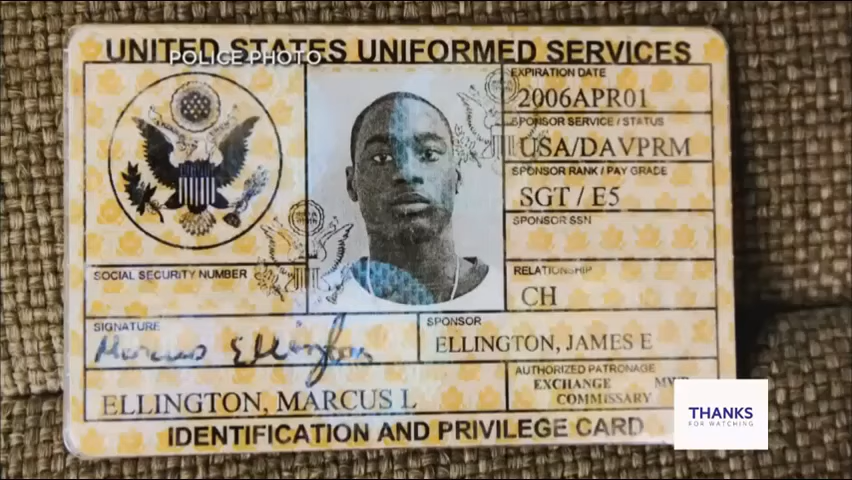 UNITED STATES UNIFORMED SERVICES
POLICE PHOTO
EXPIRATION DATE
2006APR01
SPONSOR SERVICE / STATUS
USA/DAVPRM
SPONSOR RANK / PAY GRADE
SGT / E5
SPONSOR SSN
SOCIAL SECURITY NUMBER
RELATIONSHIP
CH
SIGNATURE
Marcus Ellington
SPONSOR
ELLINGTON, JAMES E
AUTHORIZED PATRONAGE
EXCHANGE MWR
COMMISSARY
ELLINGTON, MARCUS L
IDENTIFICATION AND PRIVILEGE CARD
THANKS
FOR WATCHING